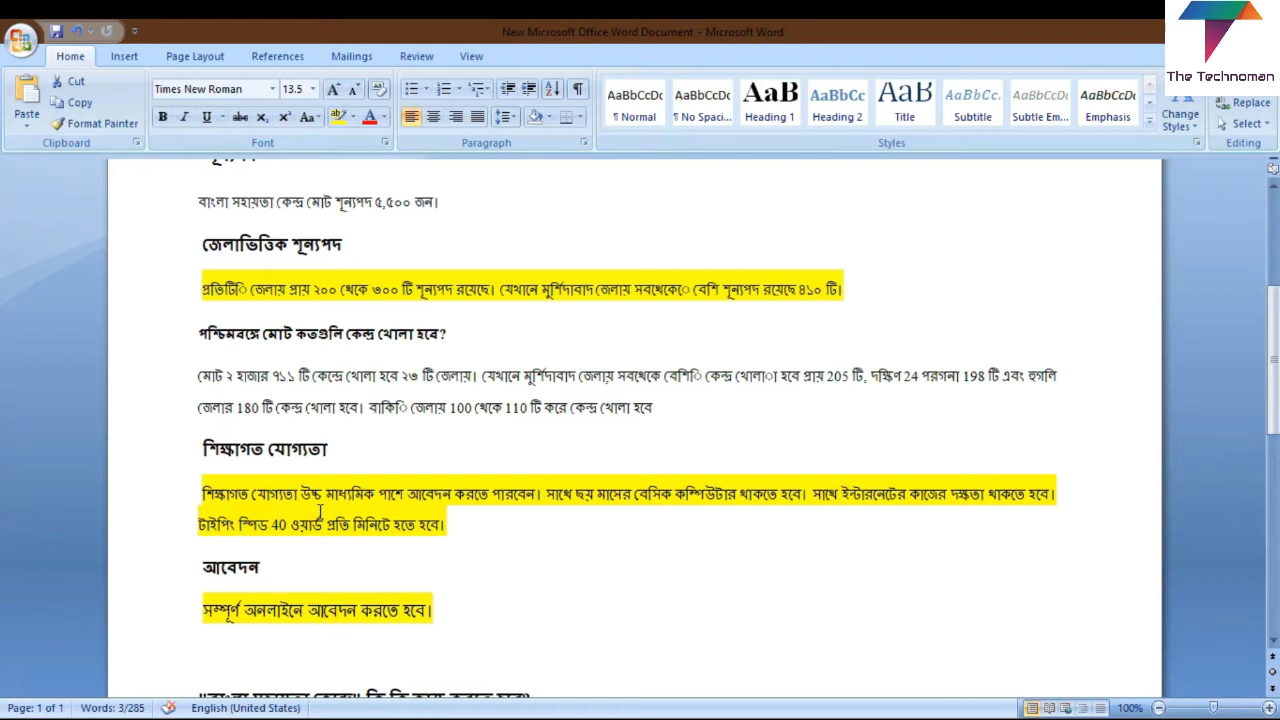 New Microsoft Office Word Document - Microsoft Word
The Technoman
Home Insert Page Layout References Mailings Review View
Paste
Cut
Copy
Format Painter
Clipboard
Times New Roman 13.5
Font
Paragraph
AaBbCcDc AaBbCcDc AaB AaBbCc AaB AaBbCc. AaBbCcDc AaBbCcDc
¶ Normal ¶ No Spaci... Heading 1 Heading 2 Title Subtitle Subtle Em... Emphasis
Styles
Change Styles
Replace
Select
Editing
বাংলা সহায়তা কেন্দ্র মোট শূন্যপদ ৫,৫০০ জন।
জেলাভিত্তিক শূন্যপদ
প্রতিটিি জেলায় প্রায় ২০০ থেকে ৩০০ টি শূন্যপদ রয়েছে। যেখানে মুর্শিদাবাদ জেলায় সবথেকেে বেশি শূন্যপদ রয়েছে ৪১০ টি।
পশ্চিমবঙ্গে মোট কতগুলি কেন্দ্র খোলা হবে?
মোট ২ হাজার ৭১১ টি কেন্দ্রে খোলা হবে ২৩ টি জেলায়। যেখানে মুর্শিদাবাদ জেলায় সবথেকে বেশিি কেন্দ্র খোলাা হবে প্রায় 205 টি, দক্ষিণ 24 পরগনা 198 টি এবং হুগলি
জেলার 180 টি কেন্দ্র খোলা হবে। বাকিি জেলায় 100 থেকে 110 টি করে কেন্দ্র খোলা হবে
শিক্ষাগত যোগ্যতা
শিক্ষাগত যোগ্যতা উচ্চ মাধ্যমিক পাশে আবেদন করতে পারবেন। সাথে ছয় মাসের বেসিক কম্পিউটার থাকতে হবে। সাথে ইন্টারনেটের কাজের দক্ষতা থাকতে হবে।
টাইপিং স্পিড 40 ওয়ার্ড প্রতি মিনিটে হতে হবে।
আবেদন
সম্পূর্ণ অনলাইনে আবেদন করতে হবে।
Page: 1 of 1 Words: 3/285 English (United States) 100%